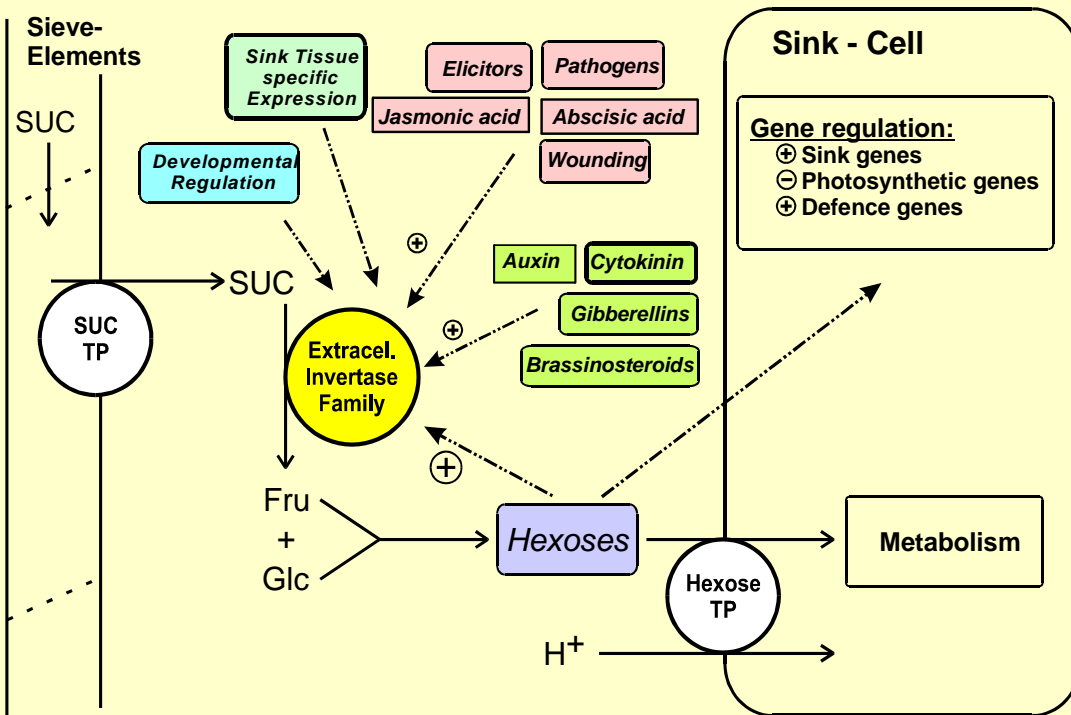 Sieve-
Elements
SUC
SUC
TP
SUC
Sink Tissue
specific
Expression
Developmental
Regulation
Elicitors
Pathogens
Jasmonic acid
Abscisic acid
Wounding
+
Auxin
Cytokinin
Gibberellins
Brassinosteroids
+
Extracel.
Invertase
Family
+
Fru
+
Glc
Hexoses
H+
Hexose
TP
Sink - Cell
Gene regulation:
⊕ Sink genes
⊖ Photosynthetic genes
⊕ Defence genes
Metabolism